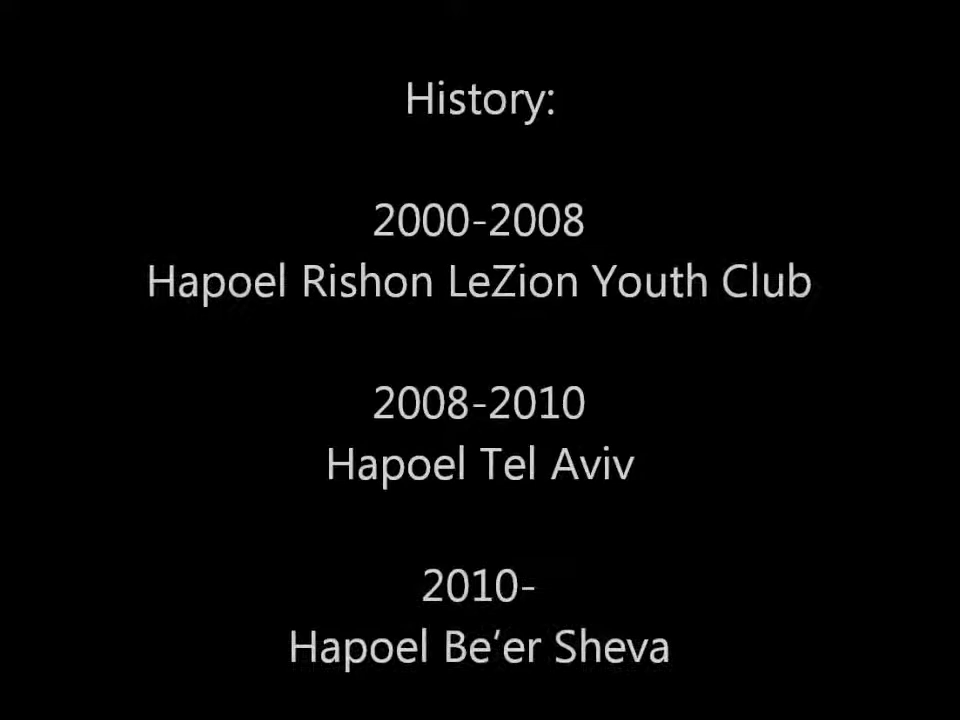 History:
2000-2008
Hapoel Rishon LeZion Youth Club
2008-2010
Hapoel Tel Aviv
2010-
Hapoel Be’er Sheva